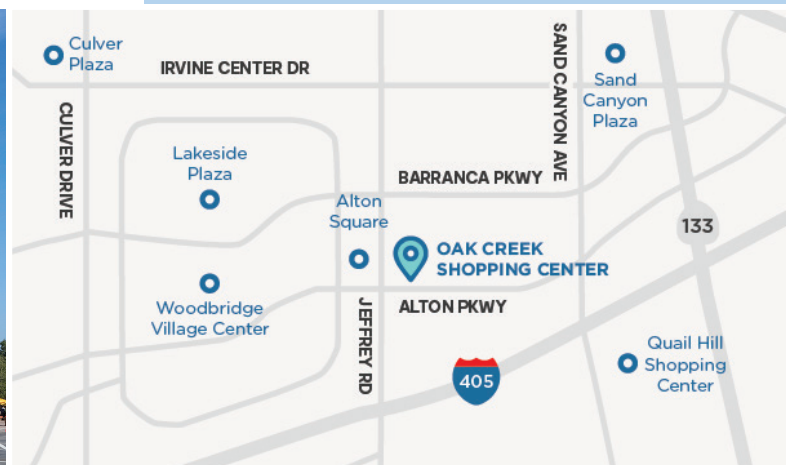 Culver
Plaza
IRVINE CENTER DR
SAND CANYON AVE
Sand
Canyon
Plaza
CULVER DRIVE
Lakeside
Plaza
BARRANCA PKWY
Alton
Square
133
OAK CREEK
SHOPPING CENTER
Woodbridge
Village Center
JEFFREY RD
ALTON PKWY
405
Quail Hill
Shopping
Center